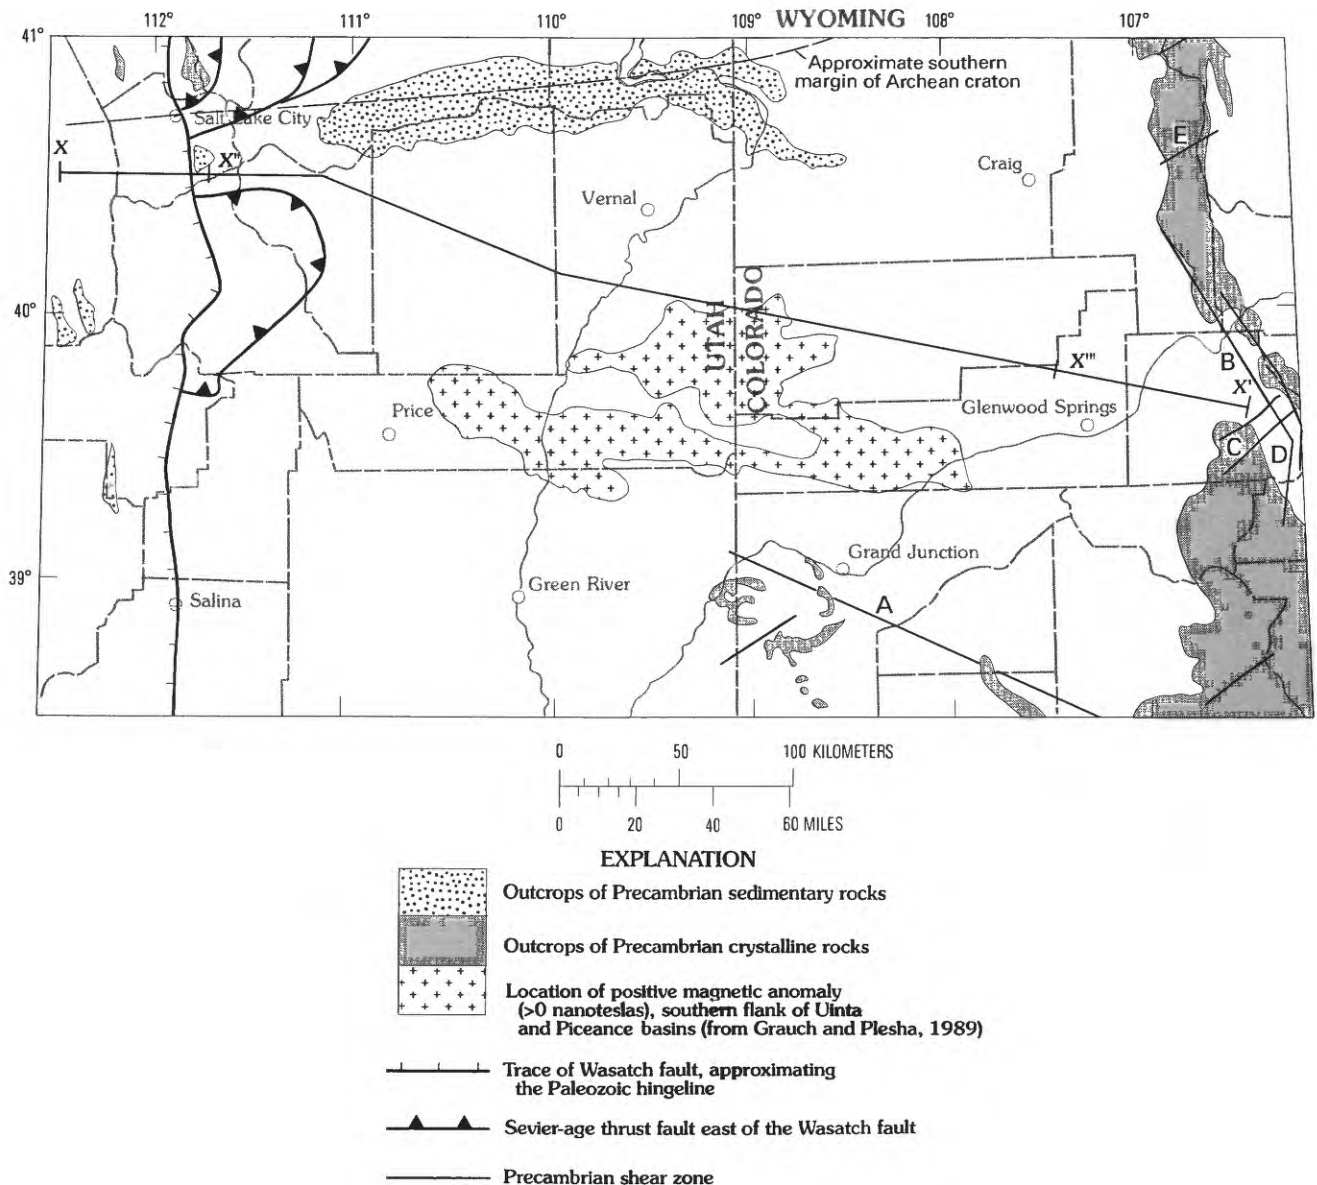 112°
111°
110°
109°
WYOMING
108°
107°
41°
Approximate southern
margin of Archean craton
Salt Lake City
E
X
X"
Craig
Vernal
40°
UTAH
COLORADO
B
X'''
X'
Price
Glenwood Springs
C
D
39°
Grand Junction
Green River
A
Salina
0 50 100 KILOMETERS
0 20 40 60 MILES
EXPLANATION
Outcrops of Precambrian sedimentary rocks
Outcrops of Precambrian crystalline rocks
Location of positive magnetic anomaly
(>0 nanoteslas), southern flank of Uinta
and Piceance basins (from Grauch and Plesha, 1989)
Trace of Wasatch fault, approximating
the Paleozoic hingeline
Sevier-age thrust fault east of the Wasatch fault
Precambrian shear zone